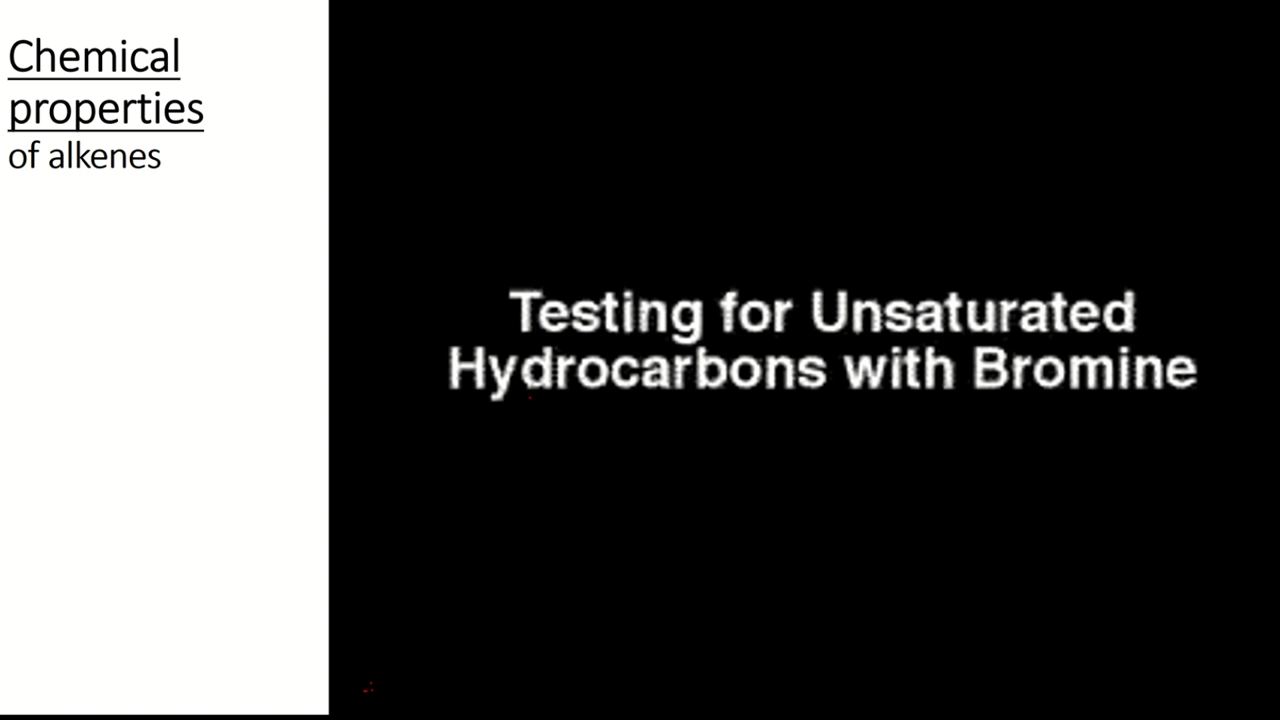 Chemical
properties
of alkenes
Testing for Unsaturated
Hydrocarbons with Bromine